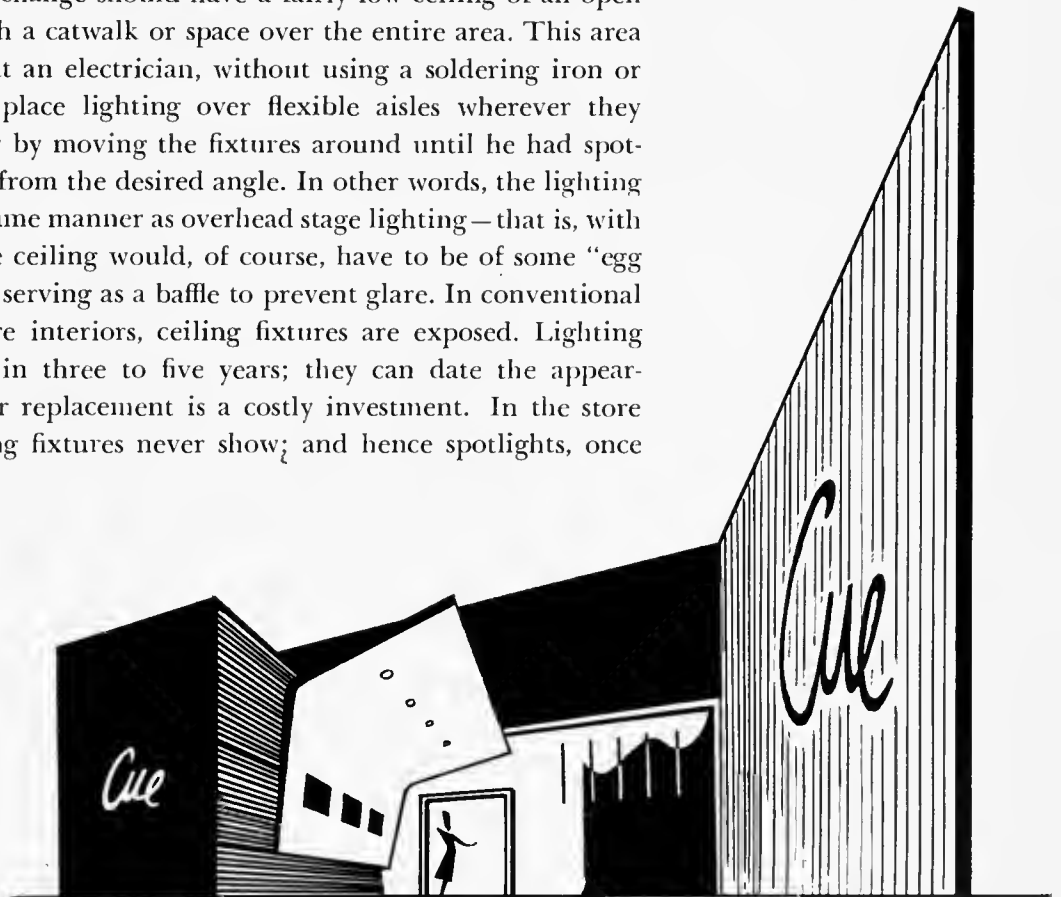 change should have a fairly low ceiling of an open
h a catwalk or space over the entire area. This area
t an electrician, without using a soldering iron or
place lighting over flexible aisles wherever they
by moving the fixtures around until he had spot-
from the desired angle. In other words, the lighting
ame manner as overhead stage lighting—that is, with
ceiling would, of course, have to be of some “egg
serving as a baffle to prevent glare. In conventional
re interiors, ceiling fixtures are exposed. Lighting
in three to five years; they can date the appear-
r replacement is a costly investment. In the store
ng fixtures never show; and hence spotlights, once
Cue
Cue